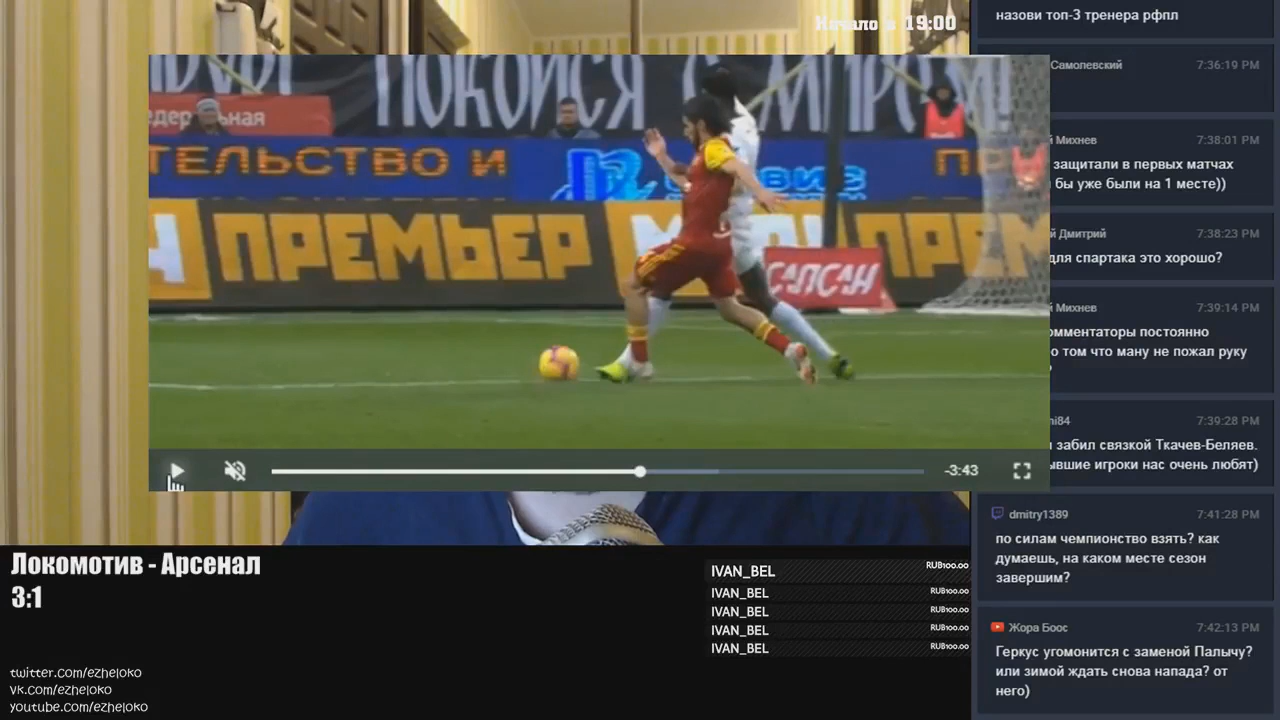 Начало в 19:00
назови топ-3 тренера рфпл
Самолевский 7:36:19 PM
ПОКОЙСЯ С МИРОМ!
едеральная
ТЕЛЬСТВО И
ПРЕМЬЕР
САПСАН
-3:43
Михнев 7:38:01 PM
защитали в первых матчах
бы уже были на 1 месте))
й Дмитрий 7:38:23 PM
для спартака это хорошо?
й Михнев 7:39:14 PM
омментаторы постоянно
о том что ману не пожал руку
ni84 7:39:28 PM
забил связкой Ткачев-Беляев.
ывшие игроки нас очень любят)
dmitry1389 7:41:28 PM
по силам чемпионство взять? как
думаешь, на каком месте сезон
завершим?
Жора Боос 7:42:13 PM
Геркус угомонится с заменой Палычу?
или зимой ждать снова напада? от
него)
Локомотив - Арсенал
3:1
IVAN_BEL RUB100.00
IVAN_BEL RUB100.00
IVAN_BEL RUB100.00
IVAN_BEL RUB100.00
IVAN_BEL RUB100.00
twitter.com/ezheloko
vk.com/ezheloko
youtube.com/ezheloko